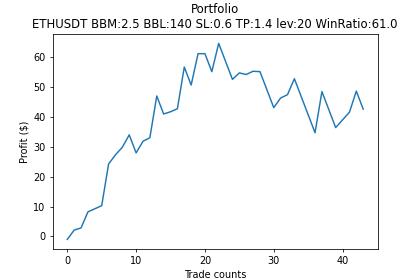 Portfolio
ETHUSDT BBM:2.5 BBL:140 SL:0.6 TP:1.4 lev:20 WinRatio:61.0
60
50
40
30
20
10
0
Profit ($)
0 10 20 30 40
Trade counts